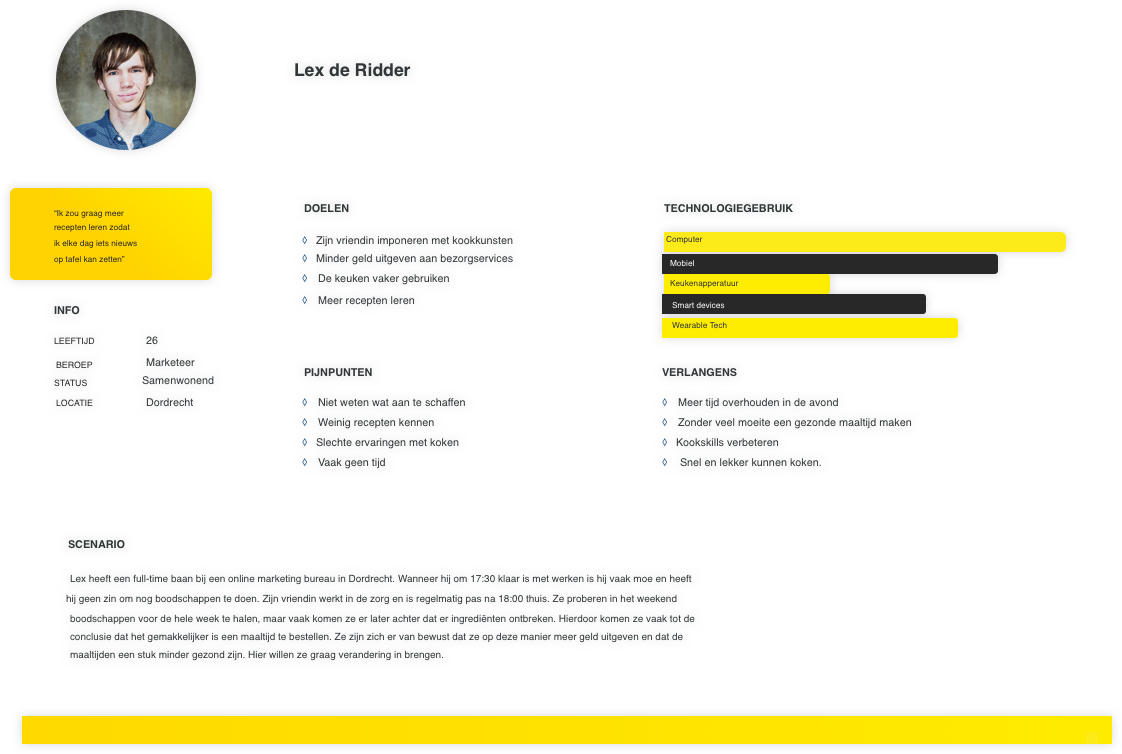 Lex de Ridder
"Ik zou graag meer
recepten leren zodat
ik elke dag iets nieuws
op tafel kan zetten"
INFO
LEEFTIJD 26
BEROEP Marketeer
STATUS Samenwonend
LOCATIE Dordrecht
DOELEN
◊ Zijn vriendin imponeren met kookkunsten
◊ Minder geld uitgeven aan bezorgservices
◊ De keuken vaker gebruiken
◊ Meer recepten leren
TECHNOLOGIEGEBRUIK
Computer
Mobiel
Keukenapperatuur
Smart devices
Wearable Tech
PIJNPUNTEN
◊ Niet weten wat aan te schaffen
◊ Weinig recepten kennen
◊ Slechte ervaringen met koken
◊ Vaak geen tijd
VERLANGENS
◊ Meer tijd overhouden in de avond
◊ Zonder veel moeite een gezonde maaltijd maken
◊ Kookskills verbeteren
◊ Snel en lekker kunnen koken.
SCENARIO
Lex heeft een full-time baan bij een online marketing bureau in Dordrecht. Wanneer hij om 17:30 klaar is met werken is hij vaak moe en heeft
hij geen zin om nog boodschappen te doen. Zijn vriendin werkt in de zorg en is regelmatig pas na 18:00 thuis. Ze proberen in het weekend
boodschappen voor de hele week te halen, maar vaak komen ze er later achter dat er ingrediënten ontbreken. Hierdoor komen ze vaak tot de
conclusie dat het gemakkelijker is een maaltijd te bestellen. Ze zijn zich er van bewust dat ze op deze manier meer geld uitgeven en dat de
maaltijden een stuk minder gezond zijn. Hier willen ze graag verandering in brengen.